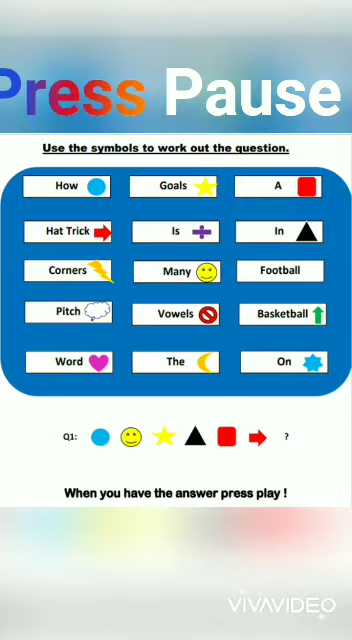 Press Pause
Use the symbols to work out the question.
How Goals A
Hat Trick Is In
Corners Many Football
Pitch Vowels Basketball
Word The On
Q1: ?
When you have the answer press play !
VIVAVIDEO